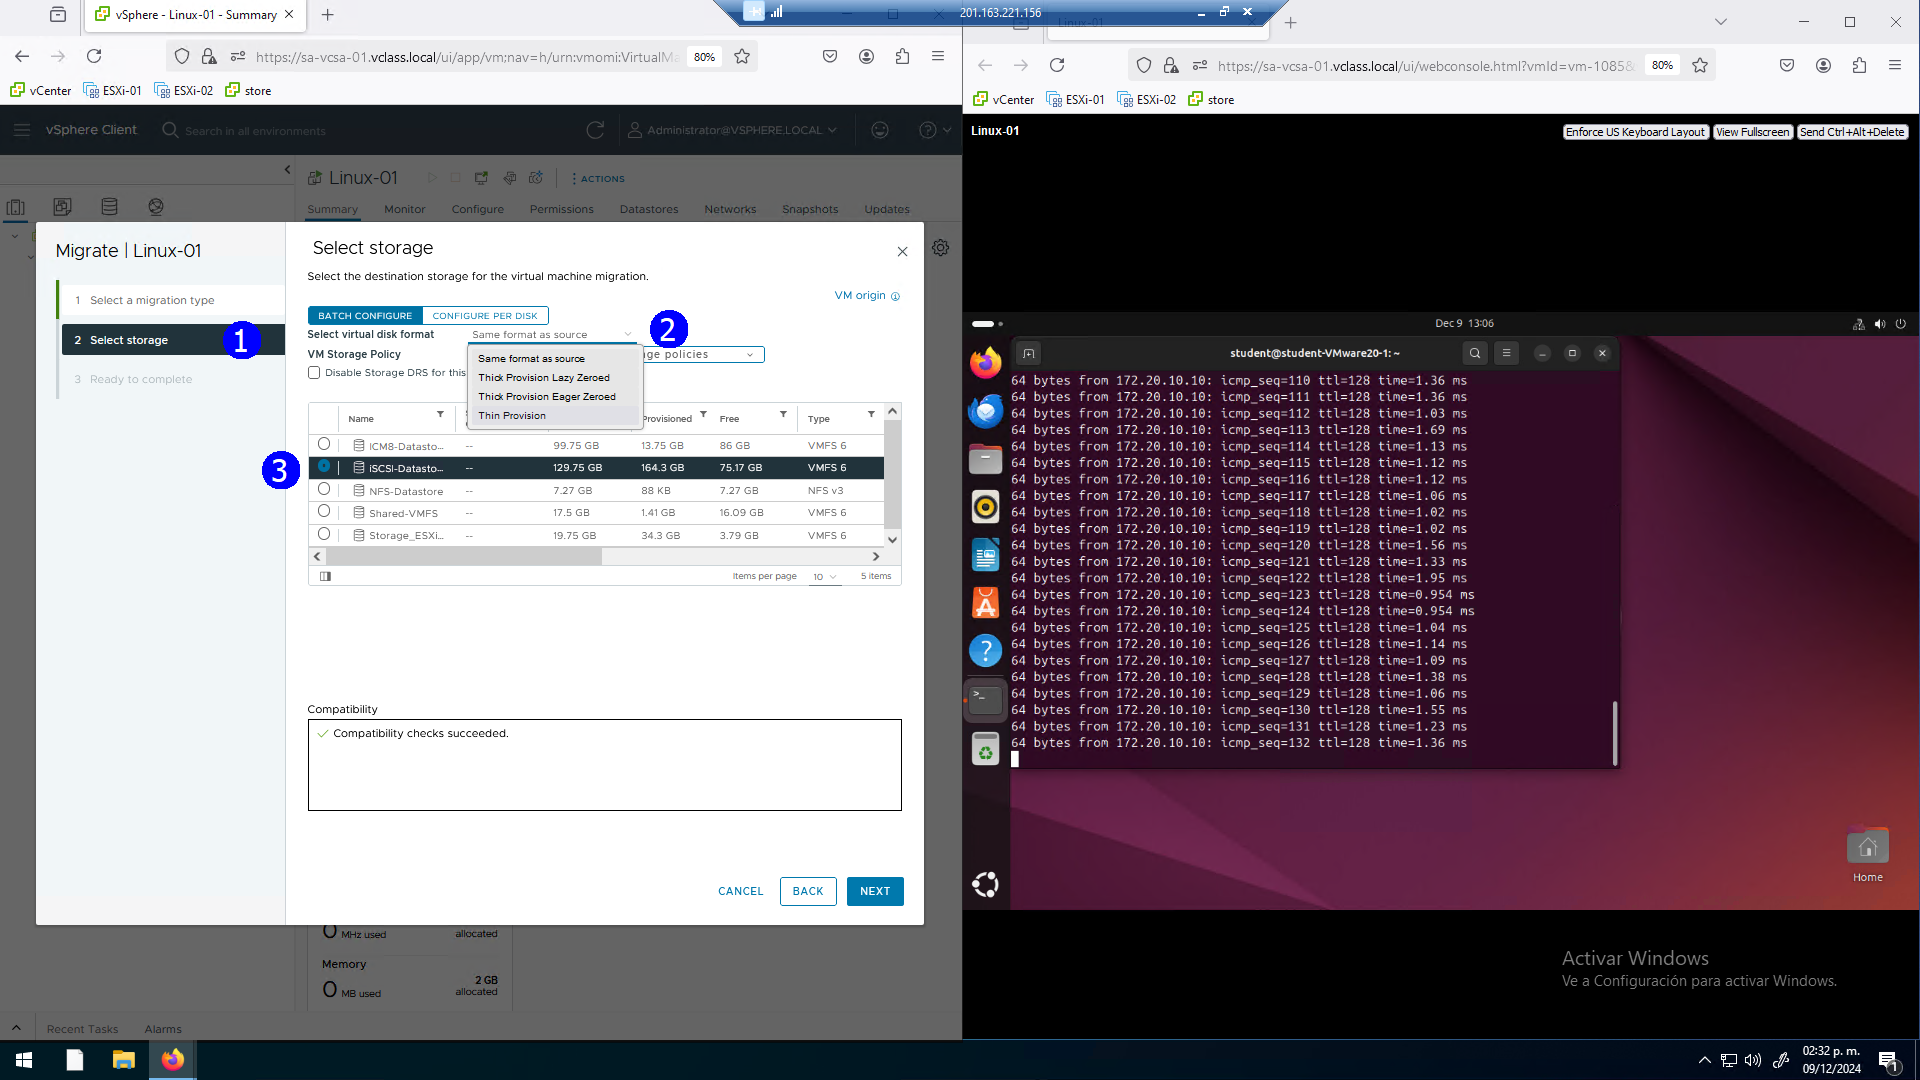 vSphere - Linux-01 - Summary
201.163.221.156
Linux-01
https://sa-vcsa-01.vclass.local/ui/app/vm;nav=h/urn:vmomi:VirtualMa
80%
https://sa-vcsa-01.vclass.local/ui/webconsole.html?vmId=vm-1085&
80%
vCenter
ESXi-01
ESXi-02
store
vCenter
ESXi-01
ESXi-02
store
vSphere Client
Search in all environments
Administrator@VSPHERE.LOCAL
Linux-01
Enforce US Keyboard Layout
View Fullscreen
Send Ctrl+Alt+Delete
Linux-01
ACTIONS
Summary
Monitor
Configure
Permissions
Datastores
Networks
Snapshots
Updates
Migrate | Linux-01
1 Select a migration type
2 Select storage
1
3 Ready to complete
Select storage
Select the destination storage for the virtual machine migration.
VM origin
BATCH CONFIGURE
CONFIGURE PER DISK
Select virtual disk format
Same format as source
2
VM Storage Policy
ge policies
Disable Storage DRS for this
Same format as source
Thick Provision Lazy Zeroed
Thick Provision Eager Zeroed
Thin Provision
Name Provisioned Free Type
ICM8-Datasto... -- 99.75 GB 13.75 GB 86 GB VMFS 6
3
iSCSI-Datasto... -- 129.75 GB 164.3 GB 75.17 GB VMFS 6
NFS-Datastore -- 7.27 GB 88 KB 7.27 GB NFS v3
Shared-VMFS -- 17.5 GB 1.41 GB 16.09 GB VMFS 6
Storage_ESXi... -- 19.75 GB 34.3 GB 3.79 GB VMFS 6
Items per page 10 5 items
Compatibility
Compatibility checks succeeded.
CANCEL
BACK
NEXT
0 MHz used
allocated
Memory
0 MB used
2 GB
allocated
Recent Tasks
Alarms
Dec 9 13:06
student@student-VMware20-1: ~
64 bytes from 172.20.10.10: icmp_seq=110 ttl=128 time=1.36 ms
64 bytes from 172.20.10.10: icmp_seq=111 ttl=128 time=1.36 ms
64 bytes from 172.20.10.10: icmp_seq=112 ttl=128 time=1.03 ms
64 bytes from 172.20.10.10: icmp_seq=113 ttl=128 time=1.69 ms
64 bytes from 172.20.10.10: icmp_seq=114 ttl=128 time=1.13 ms
64 bytes from 172.20.10.10: icmp_seq=115 ttl=128 time=1.12 ms
64 bytes from 172.20.10.10: icmp_seq=116 ttl=128 time=1.12 ms
64 bytes from 172.20.10.10: icmp_seq=117 ttl=128 time=1.06 ms
64 bytes from 172.20.10.10: icmp_seq=118 ttl=128 time=1.02 ms
64 bytes from 172.20.10.10: icmp_seq=119 ttl=128 time=1.02 ms
64 bytes from 172.20.10.10: icmp_seq=120 ttl=128 time=1.56 ms
64 bytes from 172.20.10.10: icmp_seq=121 ttl=128 time=1.33 ms
64 bytes from 172.20.10.10: icmp_seq=122 ttl=128 time=1.95 ms
64 bytes from 172.20.10.10: icmp_seq=123 ttl=128 time=0.954 ms
64 bytes from 172.20.10.10: icmp_seq=124 ttl=128 time=0.954 ms
64 bytes from 172.20.10.10: icmp_seq=125 ttl=128 time=1.04 ms
64 bytes from 172.20.10.10: icmp_seq=126 ttl=128 time=1.14 ms
64 bytes from 172.20.10.10: icmp_seq=127 ttl=128 time=1.09 ms
64 bytes from 172.20.10.10: icmp_seq=128 ttl=128 time=1.38 ms
64 bytes from 172.20.10.10: icmp_seq=129 ttl=128 time=1.06 ms
64 bytes from 172.20.10.10: icmp_seq=130 ttl=128 time=1.55 ms
64 bytes from 172.20.10.10: icmp_seq=131 ttl=128 time=1.23 ms
64 bytes from 172.20.10.10: icmp_seq=132 ttl=128 time=1.36 ms
Home
Activar Windows
Ve a Configuración para activar Windows.
02:32 p. m.
09/12/2024
1